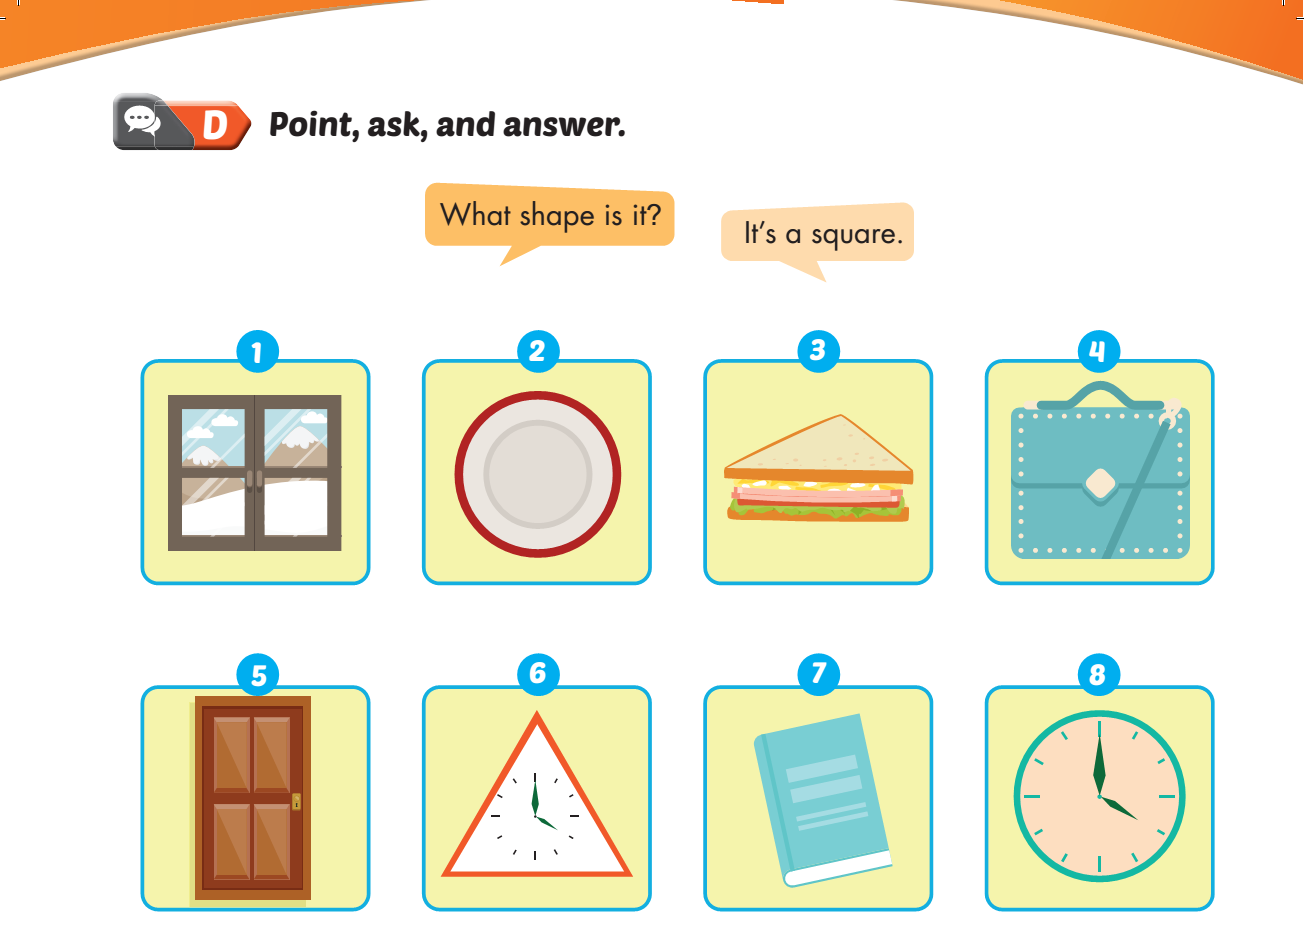 D Point, ask, and answer.
What shape is it?
It's a square.
1 2 3 4
5 6 7 8